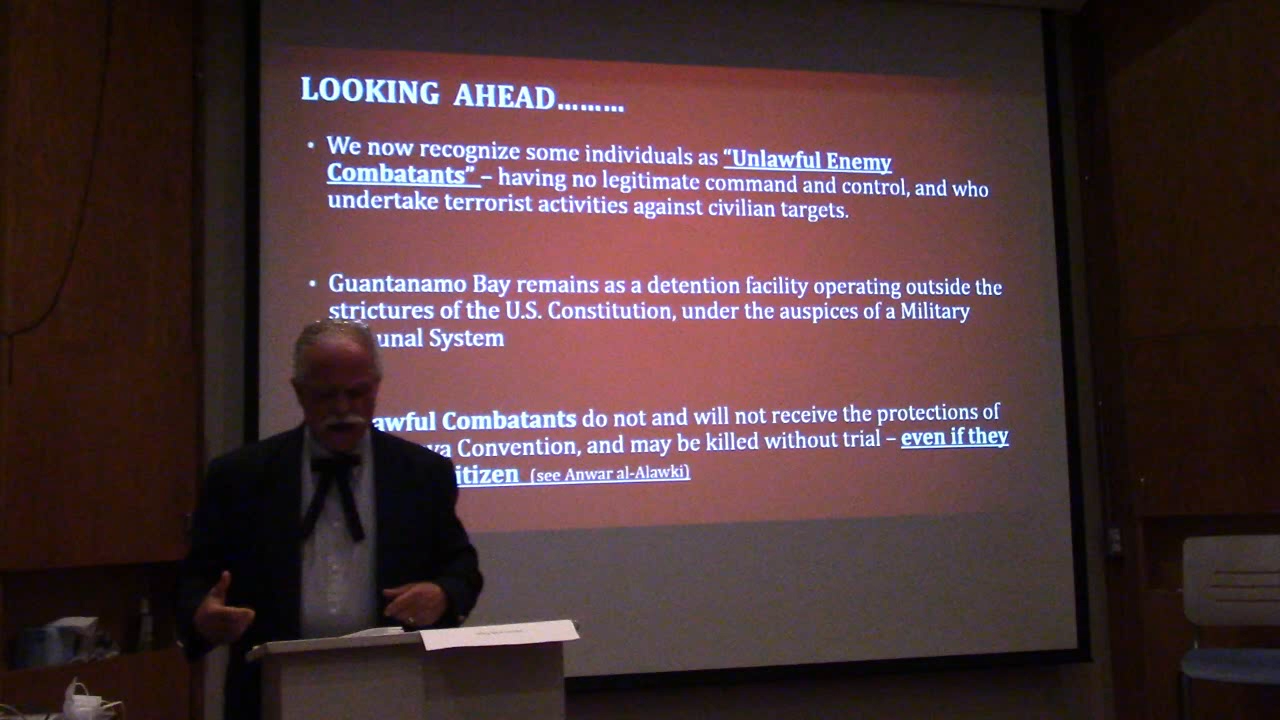 LOOKING AHEAD………
• We now recognize some individuals as “Unlawful Enemy
Combatants” – having no legitimate command and control, and who
undertake terrorist activities against civilian targets.
• Guantanamo Bay remains as a detention facility operating outside the
strictures of the U.S. Constitution, under the auspices of a Military
unal System
awful Combatants do not and will not receive the protections of
va Convention, and may be killed without trial – even if they
itizen (see Anwar al-Alawki)